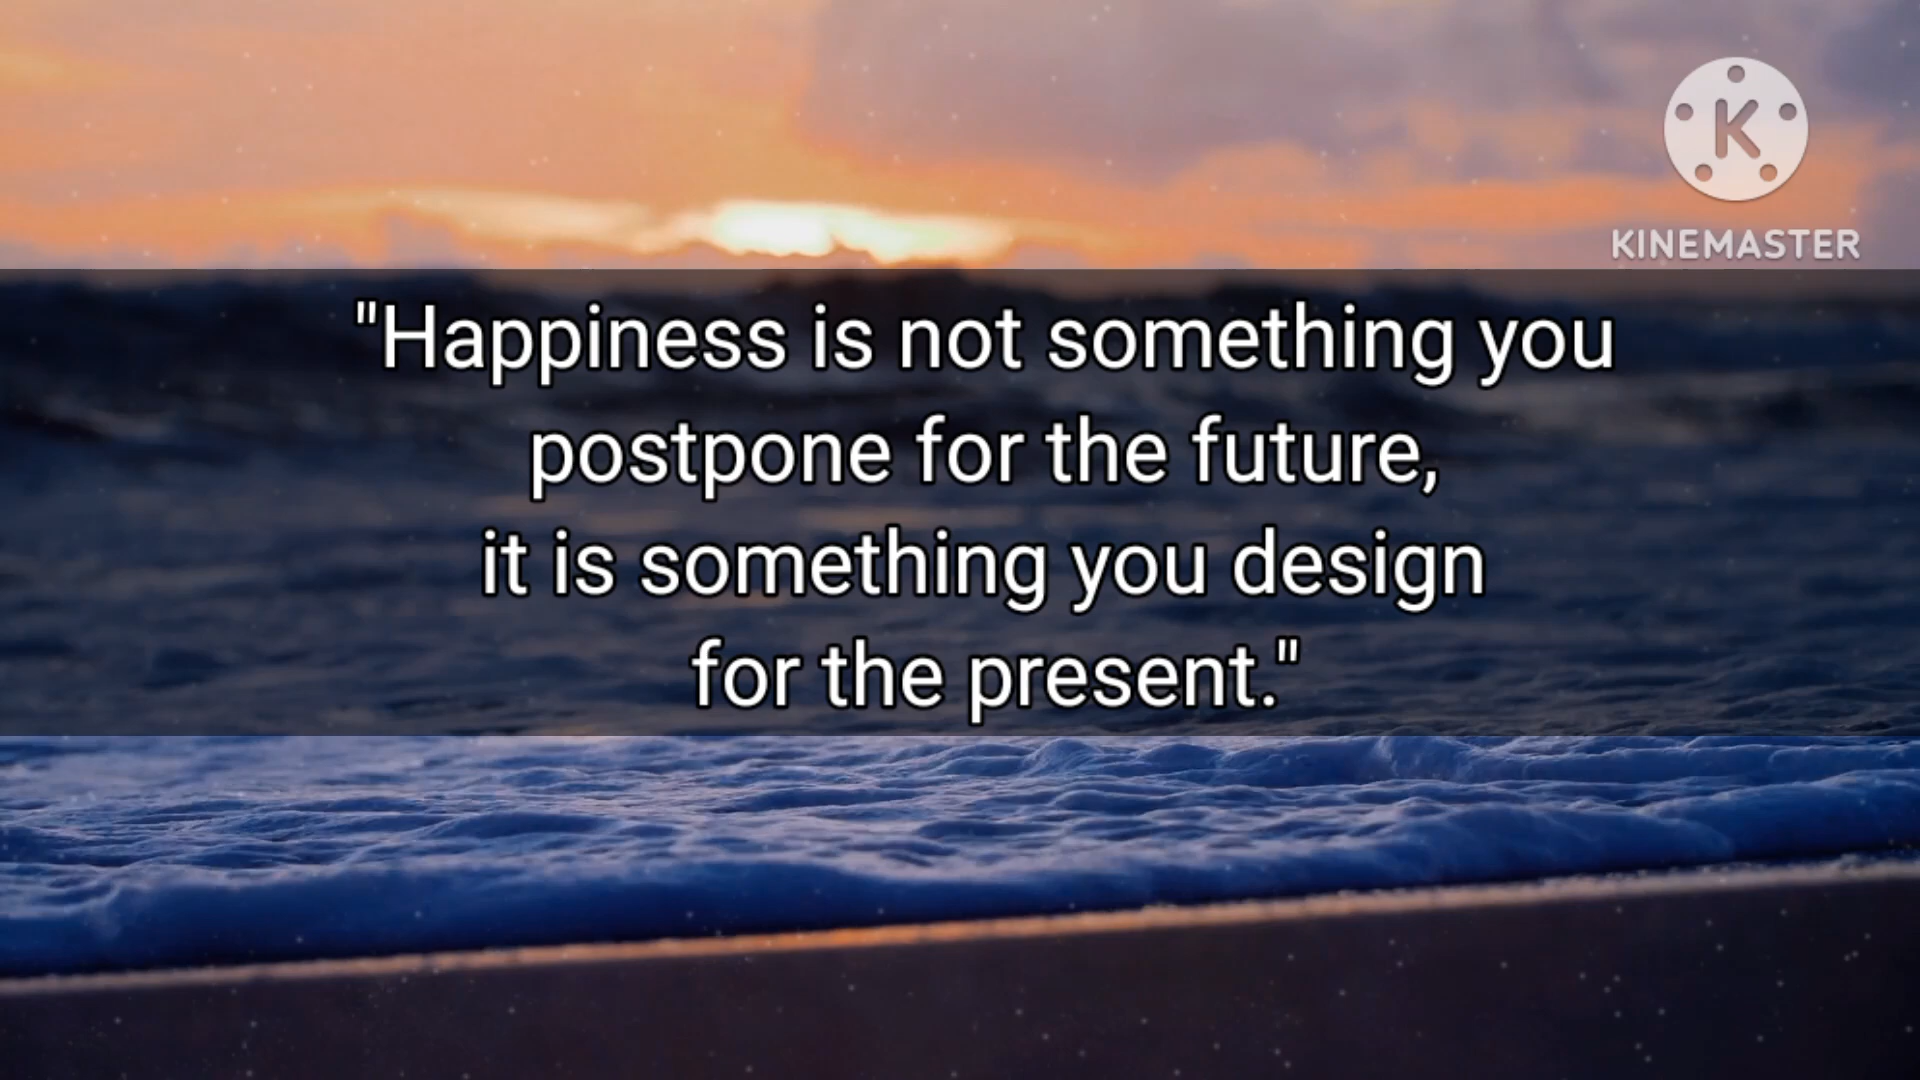 K
KINEMASTER
"Happiness is not something you
postpone for the future,
it is something you design
for the present."